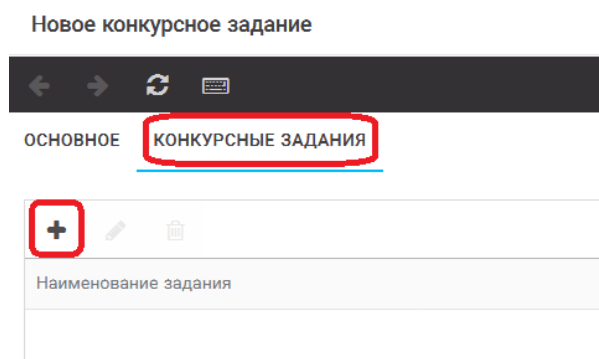 Новое конкурсное задание
ОСНОВНОЕ КОНКУРСНЫЕ ЗАДАНИЯ
Наименование задания